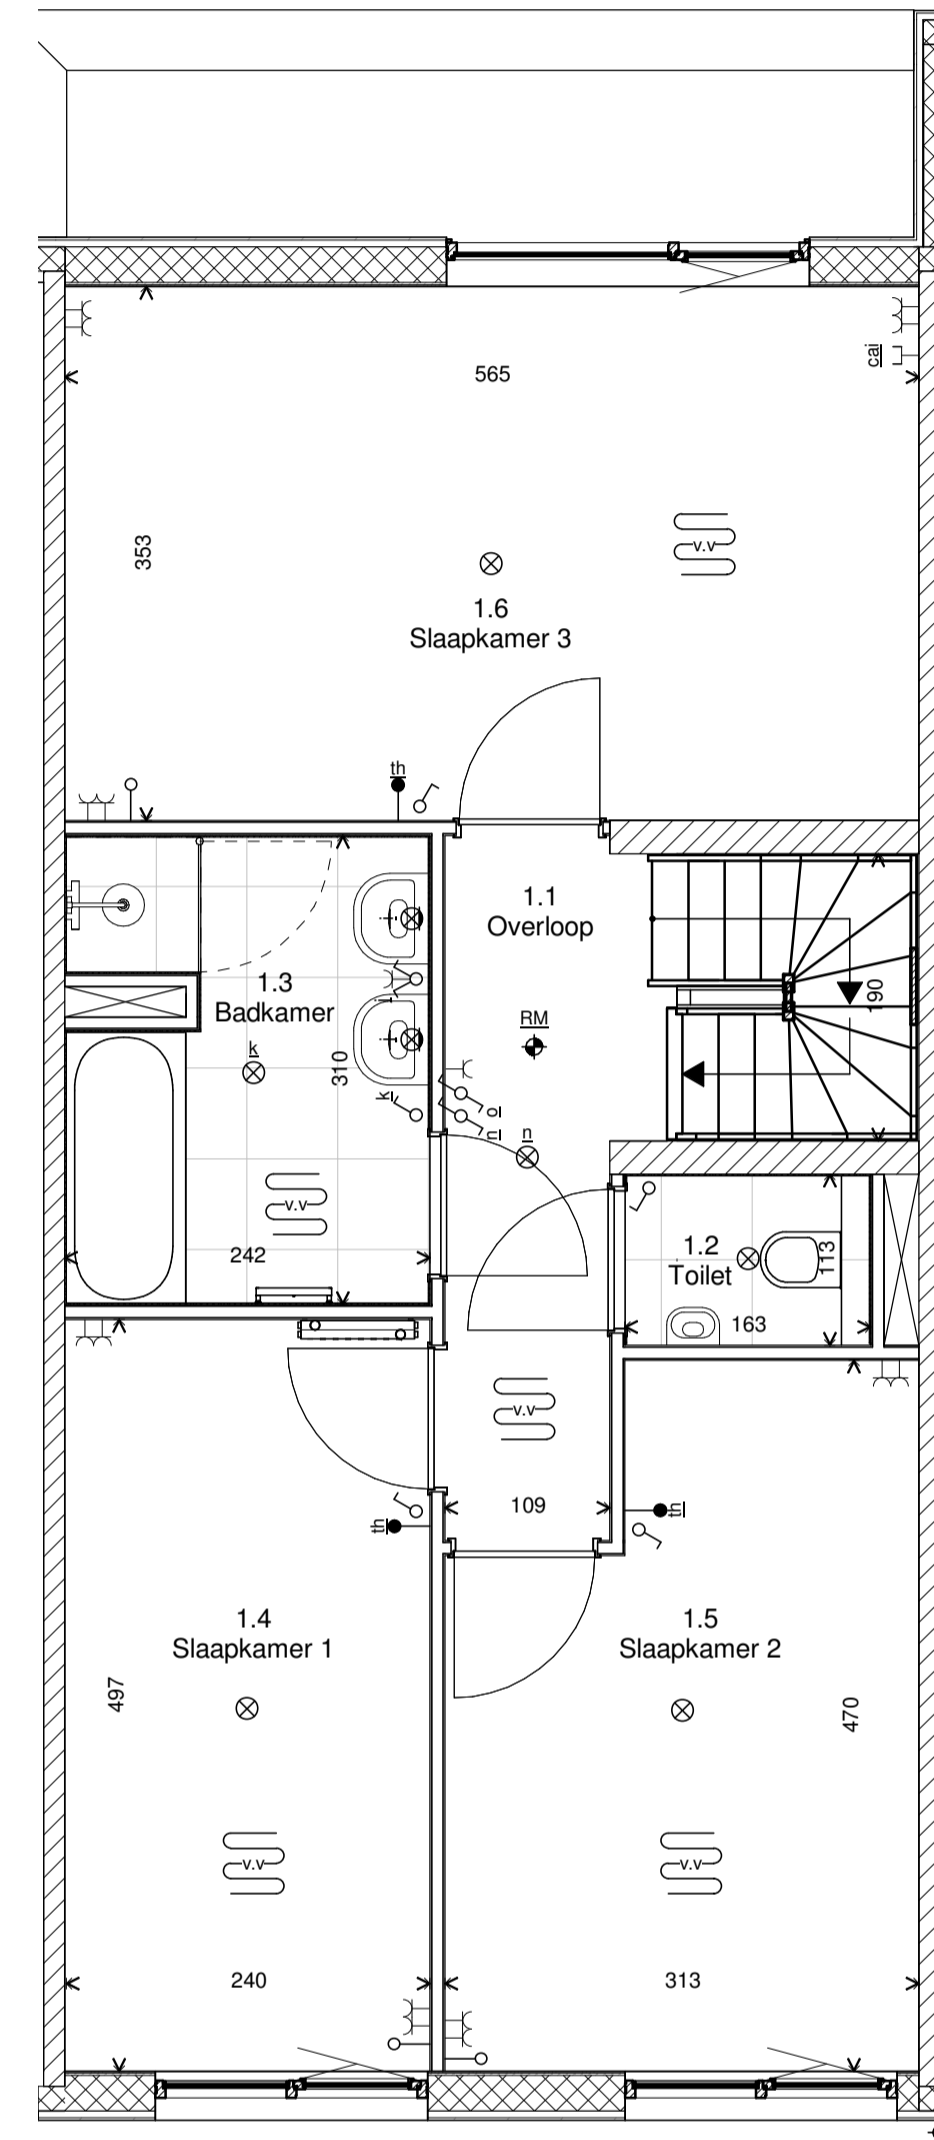 565
cai
353
v.v
1.6
Slaapkamer 3
th
1.1
Overloop
1.3
Badkamer
190
RM
k
310
k
o
n
n
v.v
242
1.2
Toilet
113
163
v.v
109
th
th
1.4
Slaapkamer 1
1.5
Slaapkamer 2
497
470
v.v
v.v
240
313